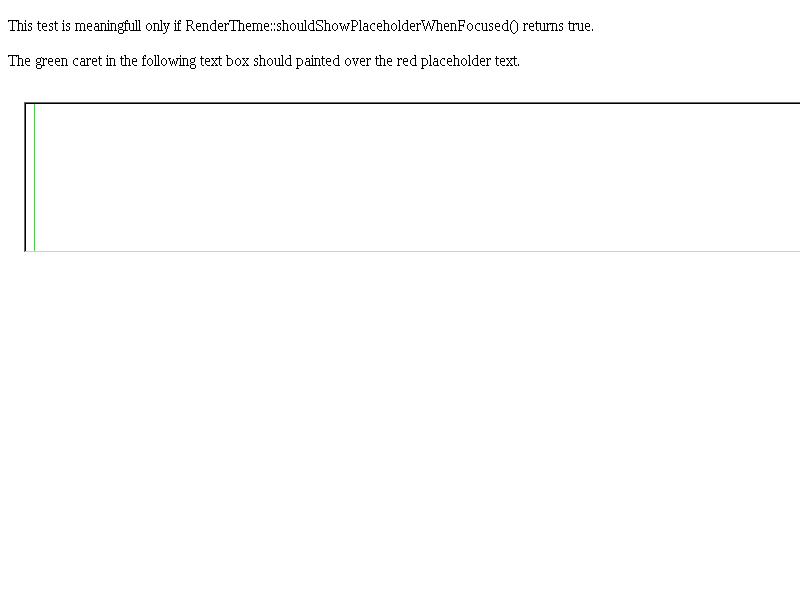 This test is meaningfull only if RenderTheme::shouldShowPlaceholderWhenFocused() returns true.
The green caret in the following text box should painted over the red placeholder text.